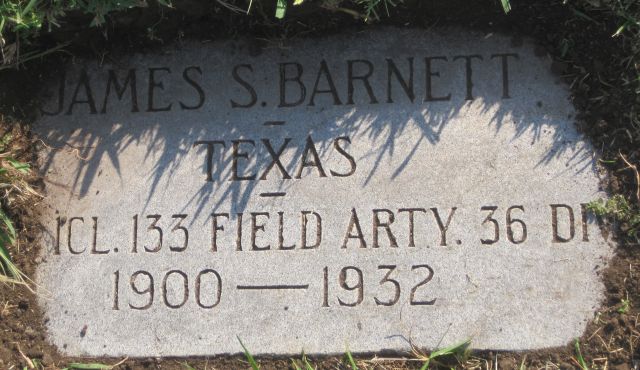 JAMES S. BARNETT.
TEXAS
1CL. 133 FIELD ARTY. 36 DI
1900 — 1932